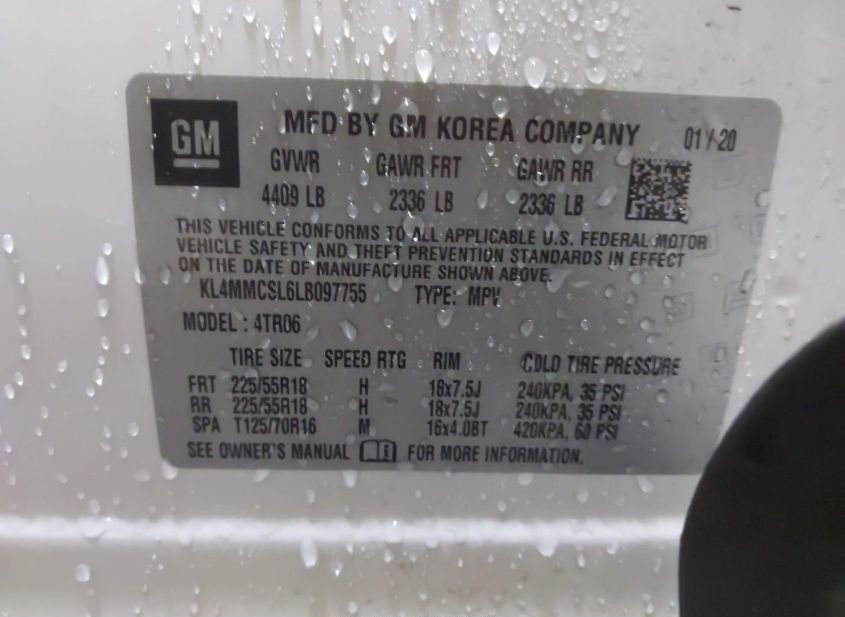 GM
MFD BY GM KOREA COMPANY 01/20
GVWR GAWR FRT GAWR RR
4409 LB 2336 LB 2336 LB
THIS VEHICLE CONFORMS TO ALL APPLICABLE U.S. FEDERAL MOTOR
VEHICLE SAFETY AND THEFT PREVENTION STANDARDS IN EFFECT
ON THE DATE OF MANUFACTURE SHOWN ABOVE.
KL4MMCSL6LB097755 TYPE: MPV
MODEL : 4TR06
TIRE SIZE SPEED RTG RIM COLD TIRE PRESSURE
FRT 225/55R18 H 18x7.5J 240KPA, 35 PSI
RR 225/55R18 H 18x7.5J 240KPA, 35 PSI
SPA T125/70R16 M 16x4.0BT 420KPA, 60 PSI
SEE OWNER'S MANUAL i FOR MORE INFORMATION.